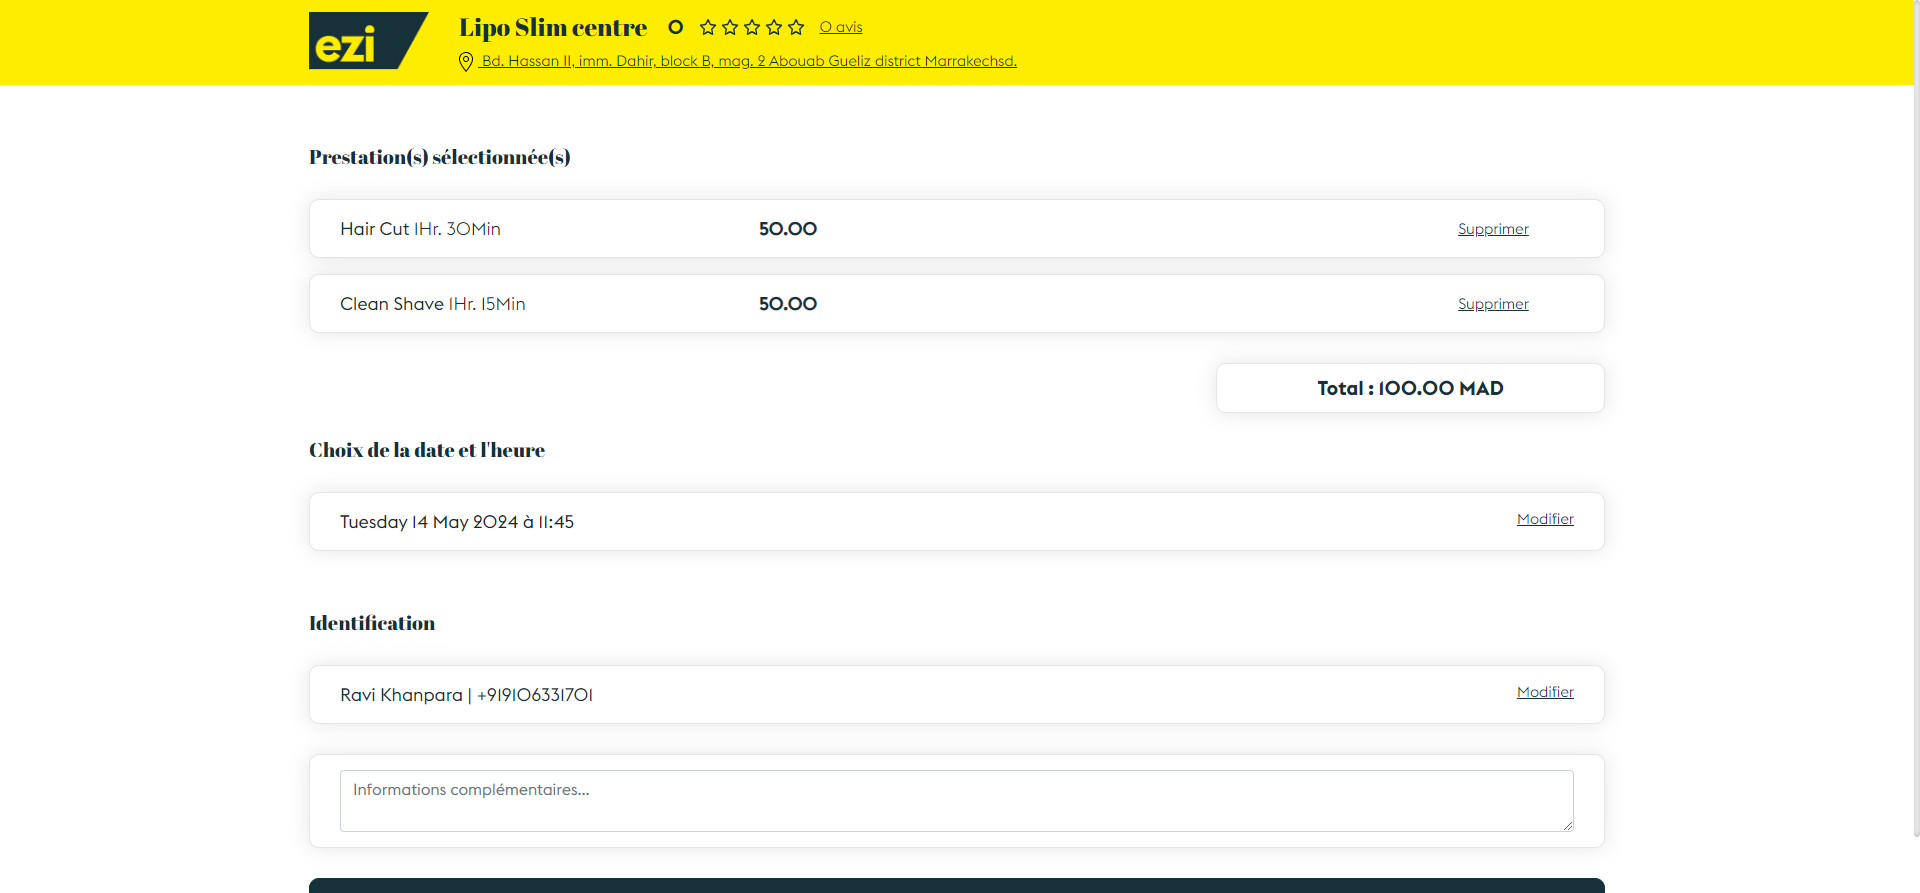 ezi
Lipo Slim centre 0 0 avis
Bd. Hassan II, imm. Dahir, block B, mag. 2 Abouab Gueliz district Marrakechsd.
Prestation(s) sélectionnée(s)
Hair Cut 1Hr. 30Min 50.00 Supprimer
Clean Shave 1Hr. 15Min 50.00 Supprimer
Total : 100.00 MAD
Choix de la date et l'heure
Tuesday 14 May 2024 à 11:45 Modifier
Identification
Ravi Khanpara | +919106331701 Modifier
Informations complémentaires...